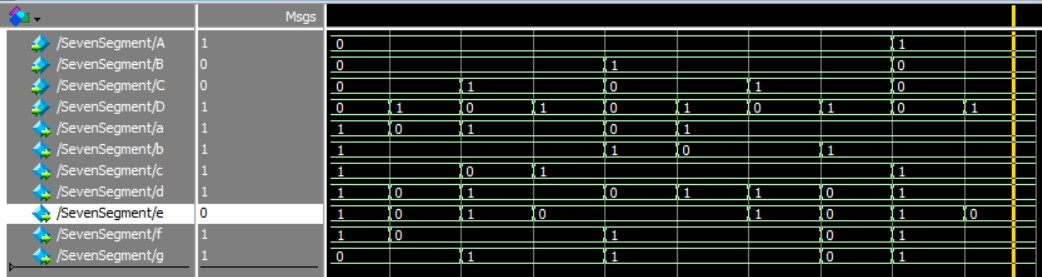 Msgs
/SevenSegment/A 1 0 1
/SevenSegment/B 0 0 1 0
/SevenSegment/C 0 0 1 0 1 0
/SevenSegment/D 1 0 1 0 1 0 1 0 1 0 1
/SevenSegment/a 1 1 0 1 0 1
/SevenSegment/b 1 1 1 0 1
/SevenSegment/c 1 1 0 1 1
/SevenSegment/d 1 1 0 1 0 1 1 0 1
/SevenSegment/e 0 1 0 1 0 1 0 1 0
/SevenSegment/f 1 1 0 1 0 1
/SevenSegment/g 1 0 1 1 0 1